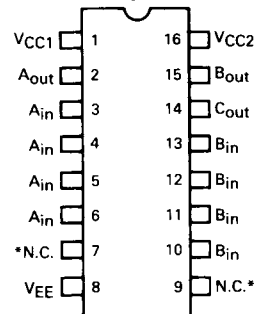 VCC1 1 16 VCC2
Aout 2 15 Bout
Ain 3 14 Cout
Ain 4 13 Bin
Ain 5 12 Bin
Ain 6 11 Bin
*N.C. 7 10 Bin
VEE 8 9 N.C.*